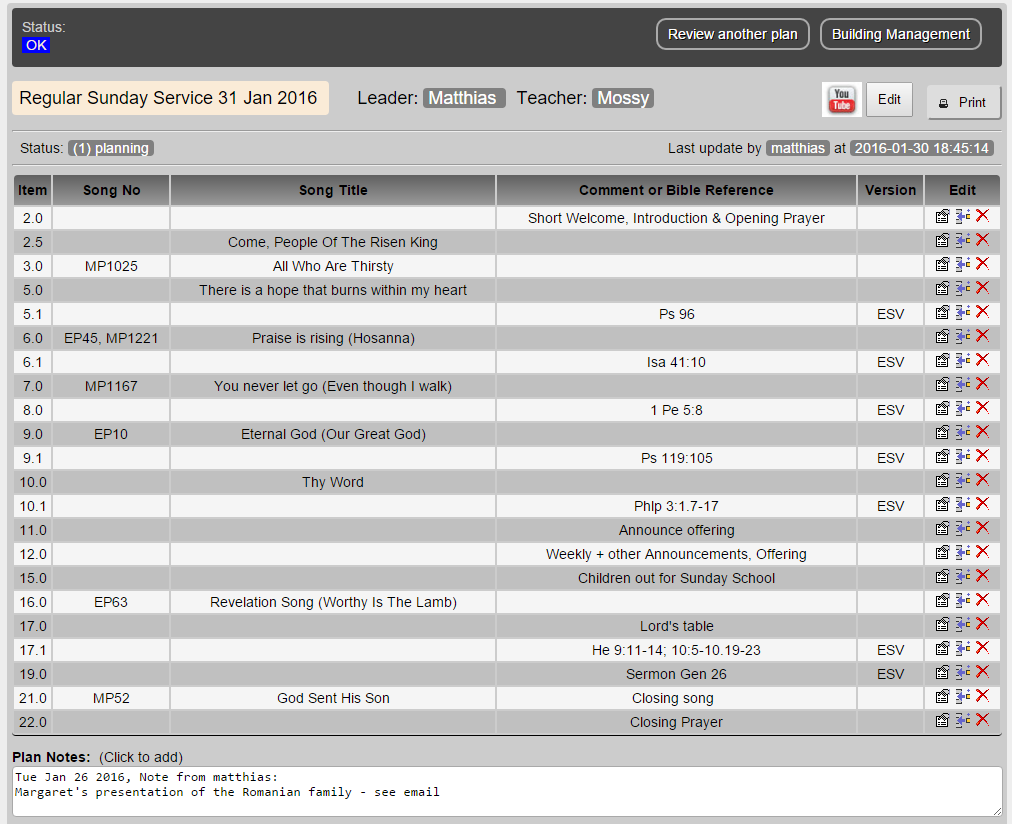 Status:
OK
Review another plan
Building Management
Regular Sunday Service 31 Jan 2016
Leader: Matthias Teacher: Mossy
You
Tube
Edit
Print
Status: (1) planning
Last update by matthias at 2016-01-30 18:45:14
Item Song No Song Title Comment or Bible Reference Version Edit
2.0 Short Welcome, Introduction & Opening Prayer
2.5 Come, People Of The Risen King
3.0 MP1025 All Who Are Thirsty
5.0 There is a hope that burns within my heart
5.1 Ps 96 ESV
6.0 EP45, MP1221 Praise is rising (Hosanna)
6.1 Isa 41:10 ESV
7.0 MP1167 You never let go (Even though I walk)
8.0 1 Pe 5:8 ESV
9.0 EP10 Eternal God (Our Great God)
9.1 Ps 119:105 ESV
10.0 Thy Word
10.1 Phlp 3:1.7-17 ESV
11.0 Announce offering
12.0 Weekly + other Announcements, Offering
15.0 Children out for Sunday School
16.0 EP63 Revelation Song (Worthy Is The Lamb)
17.0 Lord's table
17.1 He 9:11-14; 10:5-10.19-23 ESV
19.0 Sermon Gen 26 ESV
21.0 MP52 God Sent His Son Closing song
22.0 Closing Prayer
Plan Notes: (Click to add)
Tue Jan 26 2016, Note from matthias:
Margaret's presentation of the Romanian family - see email